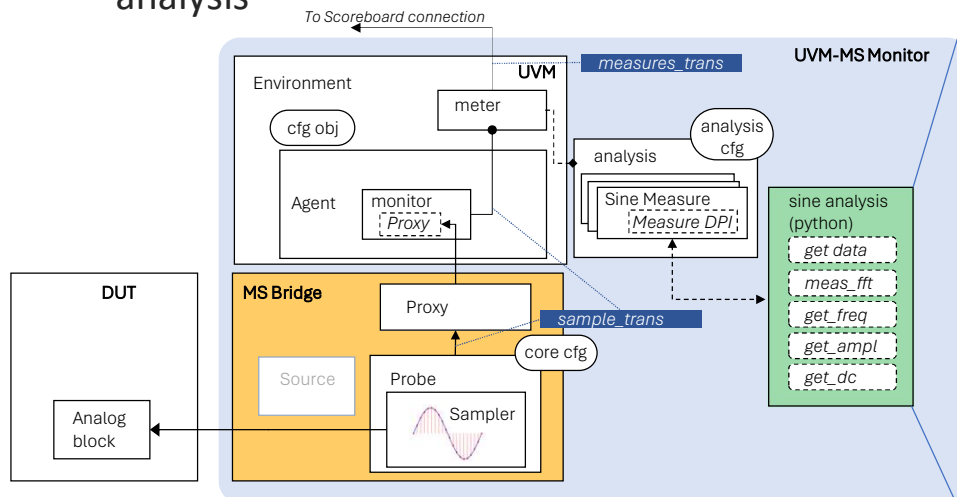 analysis
To Scoreboard connection
measures_trans
UVM-MS Monitor
UVM
Environment
meter
cfg obj
analysis
cfg
analysis
Agent
monitor
Proxy
Sine Measure
Measure DPI
sine analysis
(python)
get data
meas_fft
get_freq
get_ampl
get_dc
DUT
MS Bridge
Proxy
sample_trans
core cfg
Source
Probe
Sampler
Analog
block